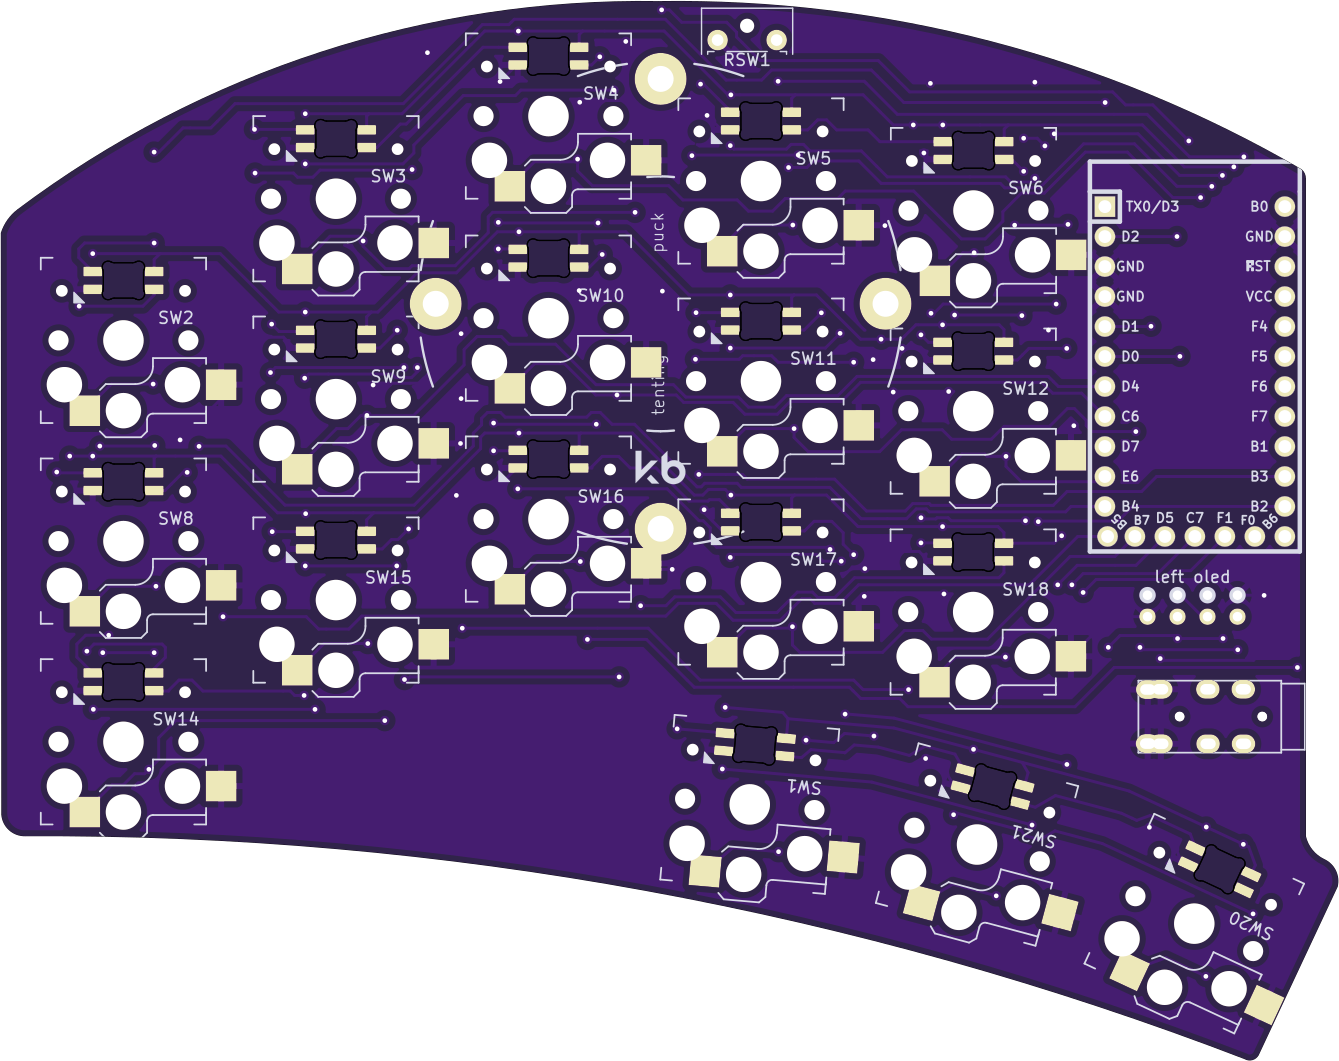 RSW1
SW4
SW5
SW3
SW6
puck
TX0/D3
B0
D2
GND
GND
RST
GND
VCC
D1
F4
D0
F5
D4
F6
C6
F7
D7
B1
E6
B3
B4
B2
B5
B7
D5
C7
F1
F0
B6
SW2
SW10
SW11
SW9
SW12
tenting
kb
SW16
SW8
SW17
SW15
SW18
left oled
SW14
SW1
SW21
SW20